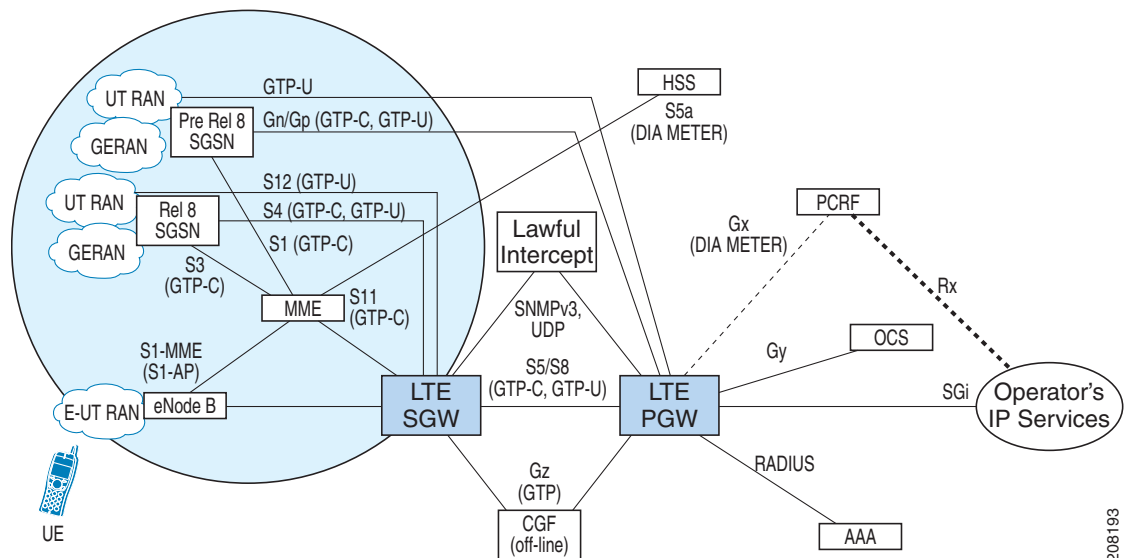 UT RAN
GTP-U
HSS
S5a
(DIA METER)
Pre Rel 8
SGSN
Gn/Gp (GTP-C, GTP-U)
GERAN
UT RAN
S12 (GTP-U)
Rel 8
SGSN
S4 (GTP-C, GTP-U)
GERAN
S1 (GTP-C)
S3
(GTP-C)
MME
S11
(GTP-C)
Lawful
Intercept
SNMPv3,
UDP
Gx
(DIA METER)
PCRF
Rx
S1-MME
(S1-AP)
E-UT RAN
eNode B
LTE
SGW
S5/S8
(GTP-C, GTP-U)
LTE
PGW
Gy
OCS
SGi
Operator's
IP Services
UE
Gz
(GTP)
CGF
(off-line)
RADIUS
AAA
208193